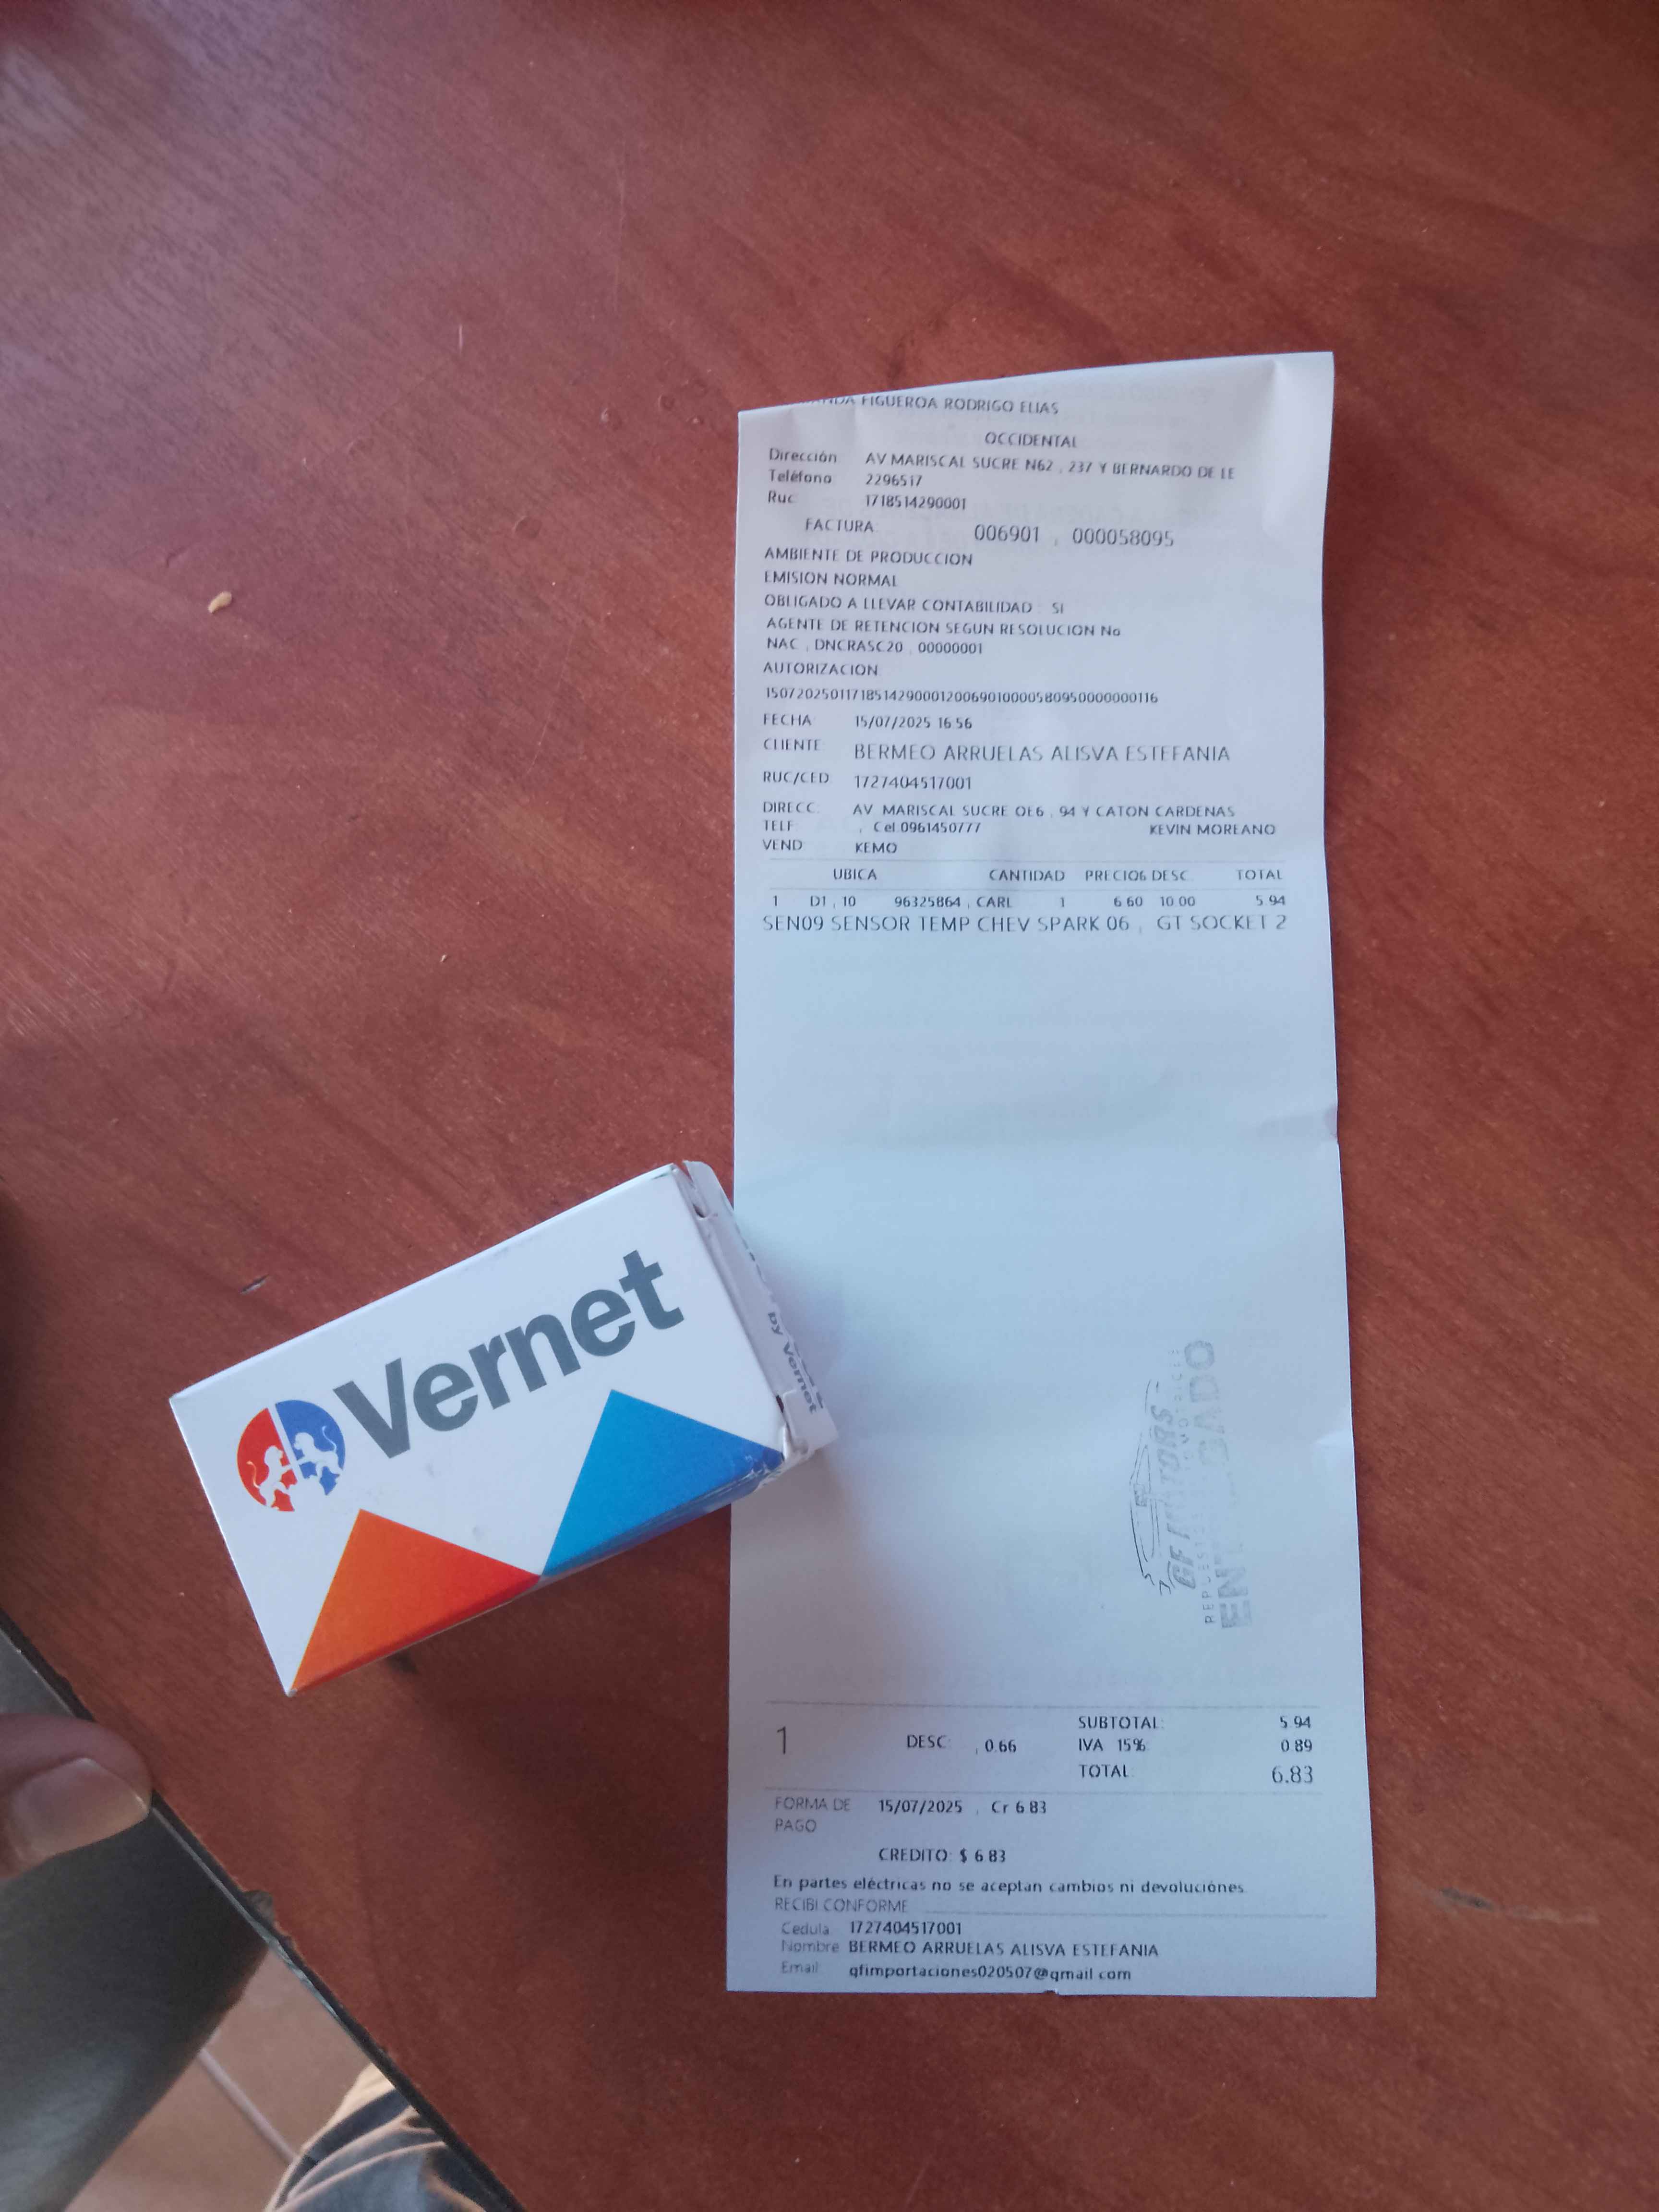 FIGUEROA RODRIGO ELIAS
OCCIDENTAL
Dirección AV MARISCAL SUCRE N62 , 237 Y BERNARDO DE LE
Teléfono 2296517
Ruc 1718514290001
FACTURA: 006901 , 000058095
AMBIENTE DE PRODUCCION
EMISION NORMAL
OBLIGADO A LLEVAR CONTABILIDAD SI
AGENTE DE RETENCION SEGUN RESOLUCION No
NAC , DNCRASC20 , 00000001
AUTORIZACION
1507202501171851429000120069010000580950000000116
FECHA 15/07/2025 16 56
CLIENTE BERMEO ARRUELAS ALISVA ESTEFANIA
RUC/CED 1727404517001
DIRECC. AV MARISCAL SUCRE OE6 , 94 Y CATON CARDENAS
TELF , Cel.0961450777 KEVIN MOREANO
VEND KEMO
UBICA CANTIDAD PRECIO6 DESC. TOTAL
1 D1 , 10 96325864 , CARL 1 6 60 10.00 5 94
SEN09 SENSOR TEMP CHEV SPARK 06 , GT SOCKET 2
Vernet
by Vernet
GF MOTORS
1 DESC: , 0.66
SUBTOTAL: 5 94
IVA 15% 0 89
TOTAL: 6.83
FORMA DE PAGO 15/07/2025 , Cr 6 83
CREDITO: $ 6 83
En partes eléctricas no se aceptan cambios ni devoluciónes.
RECIBI CONFORME
Cedula 1727404517001
Nombre BERMEO ARRUELAS ALISVA ESTEFANIA
Email: gfimportaciones020507@gmail com